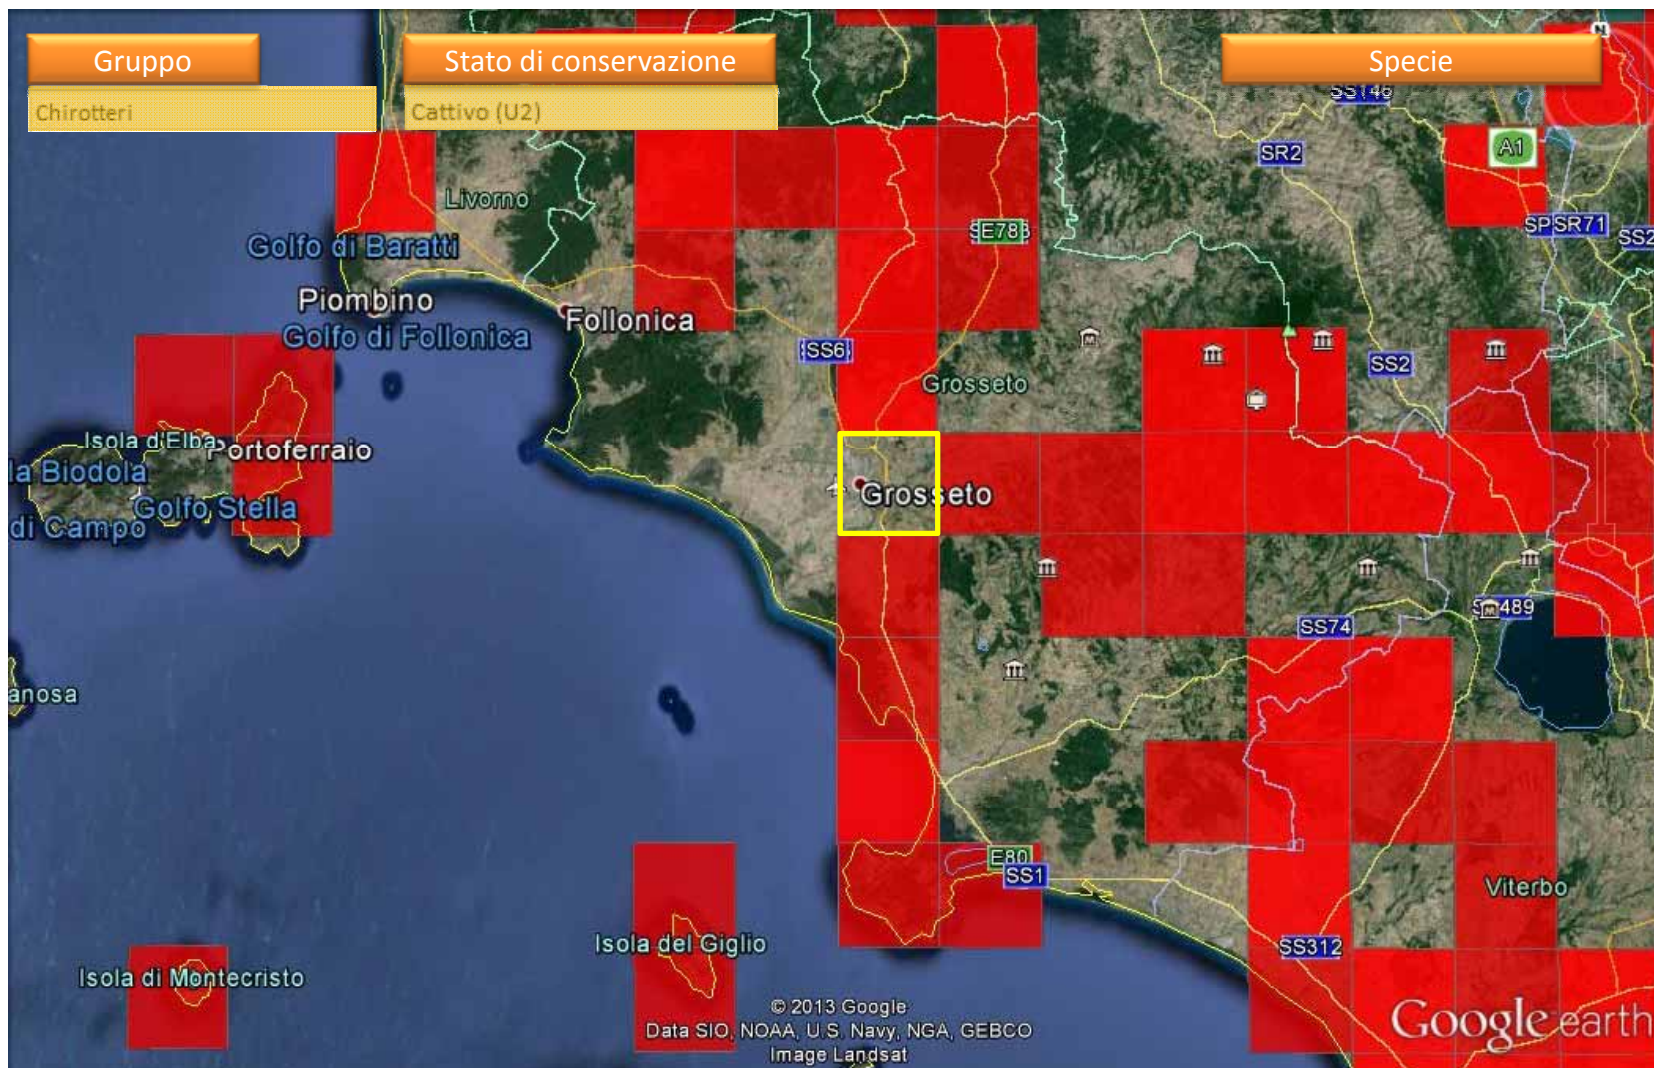 Gruppo
Stato di conservazione
Specie
Chirotteri
Cattivo (U2)
N
SS146
SR2
A1
Livorno
SR71
E78
Golfo di Baratti
Piombino
Golfo di Follonica
Follonica
SS6
SS2
Grosseto
Isola d'Elba
Portoferraio
la Biodola
Golfo Stella
di Campo
Grosseto
489
SS74
anosa
E80
SS1
Viterbo
Isola del Giglio
SS312
Isola di Montecristo
© 2013 Google
Data SIO, NOAA, U.S. Navy, NGA, GEBCO
Image Landsat
Google earth